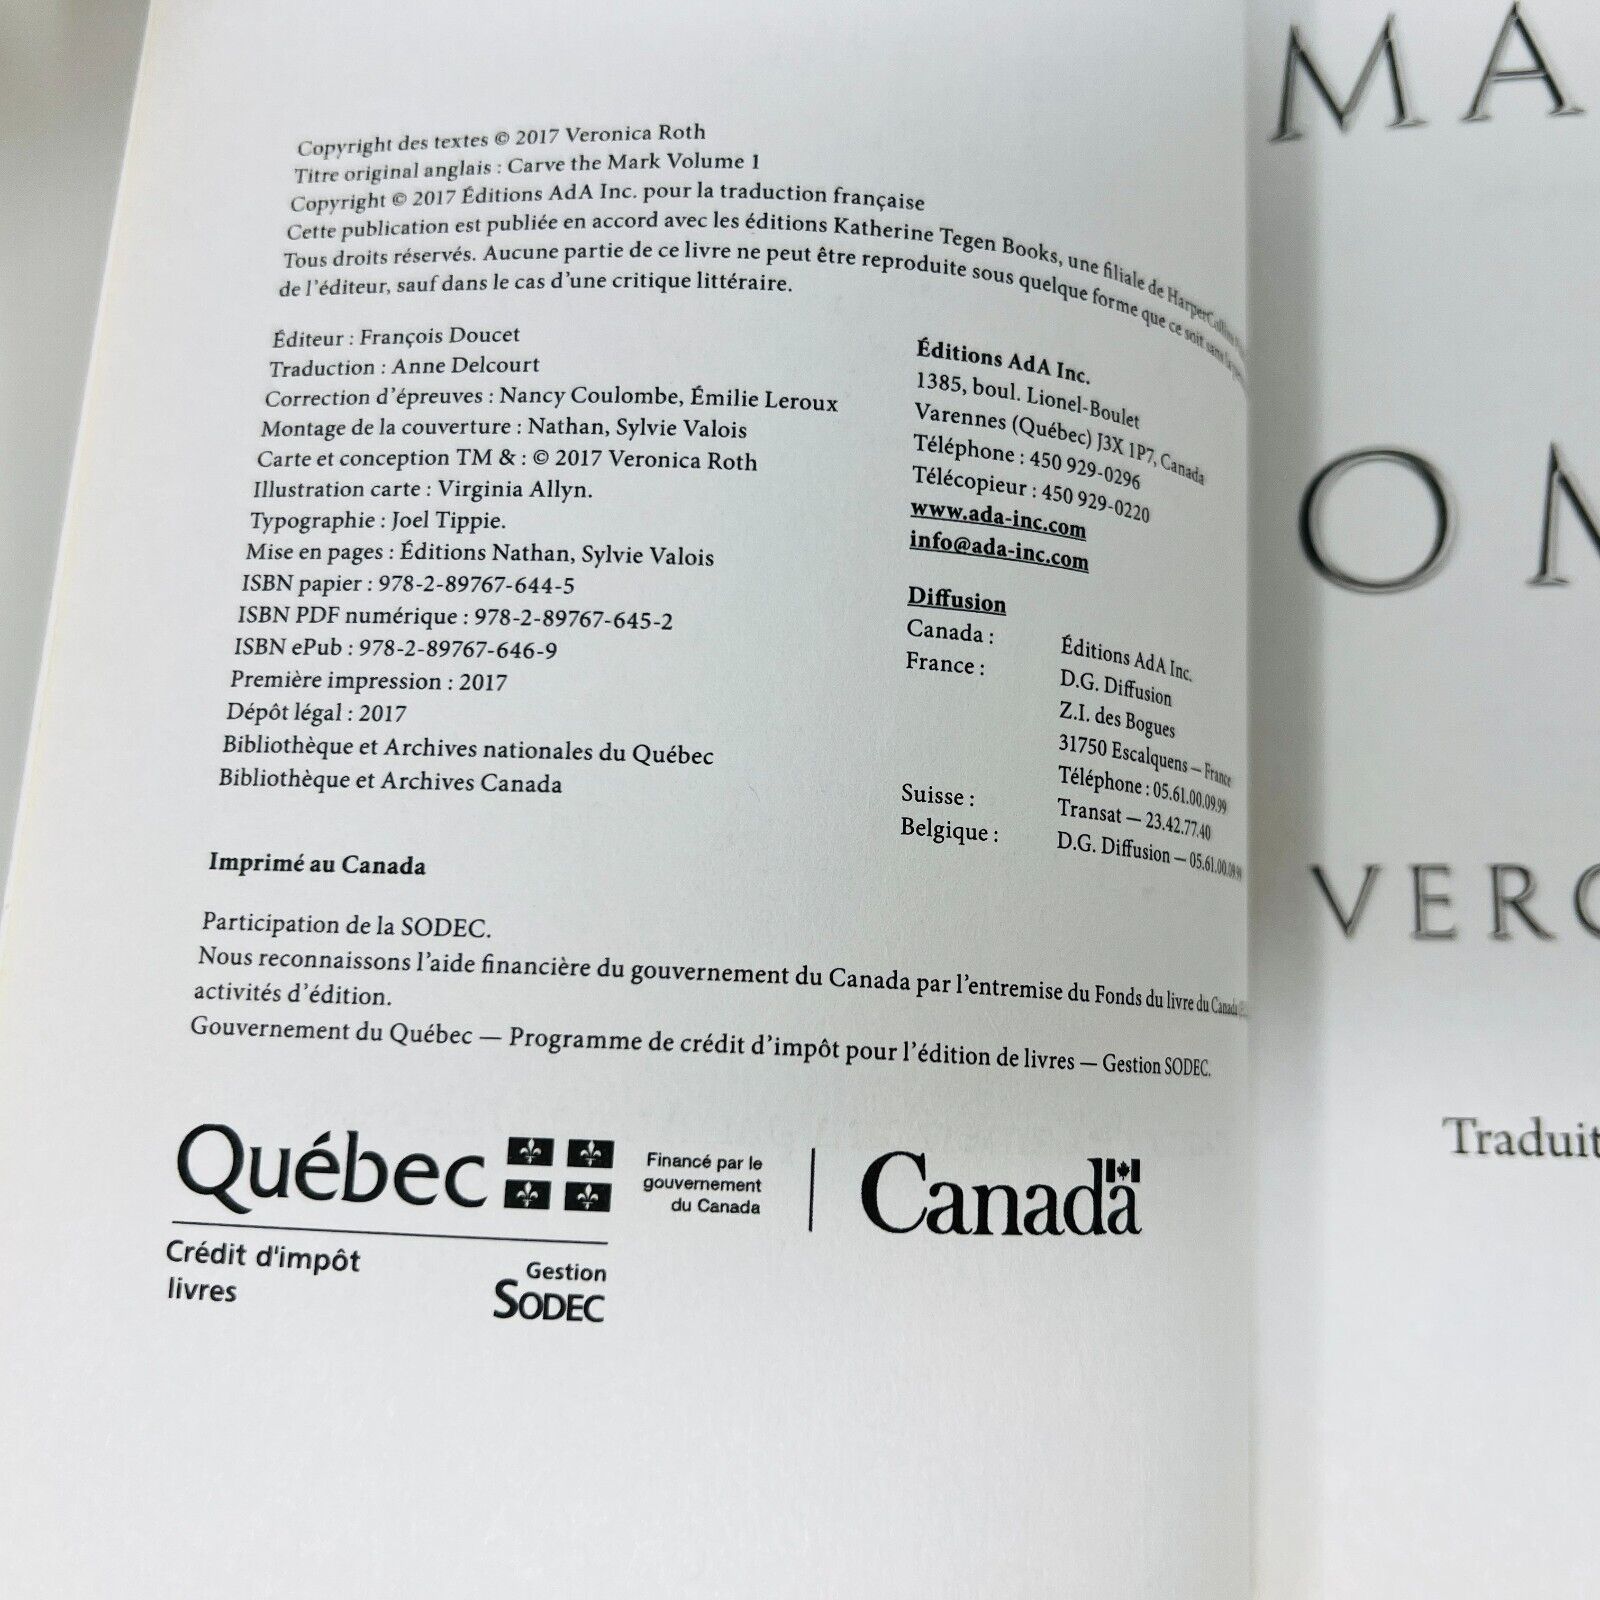 Copyright des textes © 2017 Veronica Roth
Titre original anglais : Carve the Mark Volume 1
Copyright © 2017 Éditions AdA Inc. pour la traduction française
Cette publication est publiée en accord avec les éditions Katherine Tegen Books, une filiale de HarperCollins
Tous droits réservés. Aucune partie de ce livre ne peut être reproduite sous quelque forme que ce soit sans la
de l'éditeur, sauf dans le cas d'une critique littéraire.
Éditeur : François Doucet
Traduction : Anne Delcourt
Correction d'épreuves : Nancy Coulombe, Émilie Leroux
Montage de la couverture : Nathan, Sylvie Valois
Carte et conception TM & : © 2017 Veronica Roth
Illustration carte : Virginia Allyn.
Typographie : Joel Tippie.
Mise en pages : Éditions Nathan, Sylvie Valois
ISBN papier : 978-2-89767-644-5
ISBN PDF numérique : 978-2-89767-645-2
ISBN ePub : 978-2-89767-646-9
Première impression : 2017
Dépôt légal : 2017
Bibliothèque et Archives nationales du Québec
Bibliothèque et Archives Canada
Éditions AdA Inc.
1385, boul. Lionel-Boulet
Varennes (Québec) J3X 1P7, Canada
Téléphone : 450 929-0296
Télécopieur : 450 929-0220
www.ada-inc.com
info@ada-inc.com
Diffusion
Canada : Éditions AdA Inc.
France : D.G. Diffusion
Z.I. des Bogues
31750 Escalquens — France
Téléphone : 05.61.00.09.99
Suisse : Transat — 23.42.77.40
Belgique : D.G. Diffusion — 05.61.00.09.99
Imprimé au Canada
Participation de la SODEC.
Nous reconnaissons l'aide financière du gouvernement du Canada par l'entremise du Fonds du livre du Canada
activités d'édition.
Gouvernement du Québec — Programme de crédit d'impôt pour l'édition de livres — Gestion SODEC.
Québec
Crédit d'impôt
livres
Gestion
SODEC
Financé par le
gouvernement
du Canada
Canada
MA
ON
VERO
Traduit